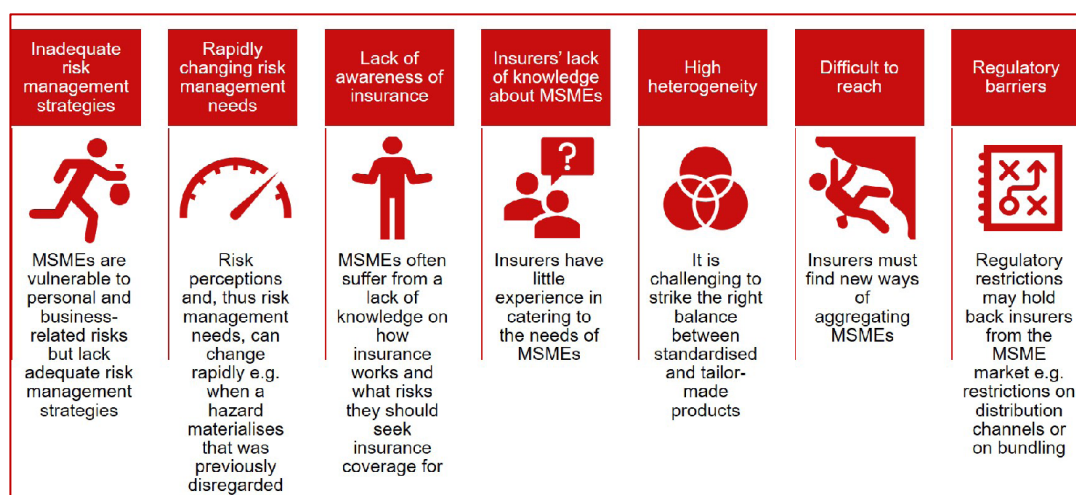 Inadequate
risk
management
strategies
MSMEs are
vulnerable to
personal and
business-
related risks
but lack
adequate risk
management
strategies
Rapidly
changing risk
management
needs
Risk
perceptions
and, thus risk
management
needs, can
change
rapidly e.g.
when a
hazard
materialises
that was
previously
disregarded
Lack of
awareness of
insurance
MSMEs often
suffer from a
lack of
knowledge on
how
insurance
works and
what risks
they should
seek
insurance
coverage for
Insurers' lack
of knowledge
about MSMEs
?
Insurers have
little
experience in
catering to
the needs of
MSMEs
High
heterogeneity
It is
challenging to
strike the right
balance
between
standardised
and tailor-
made
products
Difficult to
reach
Insurers must
find new ways
of
aggregating
MSMEs
Regulatory
barriers
Regulatory
restrictions
may hold
back insurers
from the
MSME
market e.g.
restrictions on
distribution
channels or
on bundling